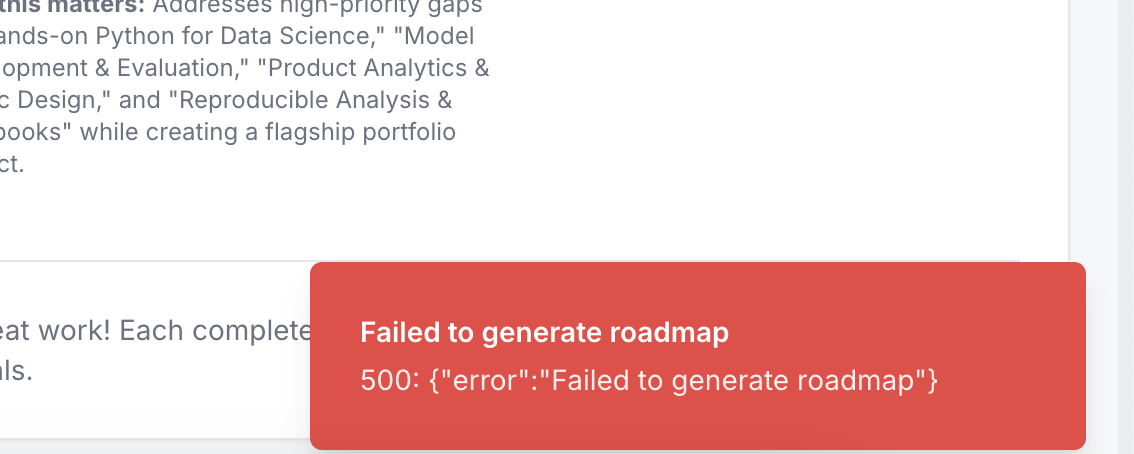 this matters: Addresses high-priority gaps
ands-on Python for Data Science," "Model
opment & Evaluation," "Product Analytics &
c Design," and "Reproducible Analysis &
books" while creating a flagship portfolio
ct.
eat work! Each complete
als.
Failed to generate roadmap
500: {"error":"Failed to generate roadmap"}